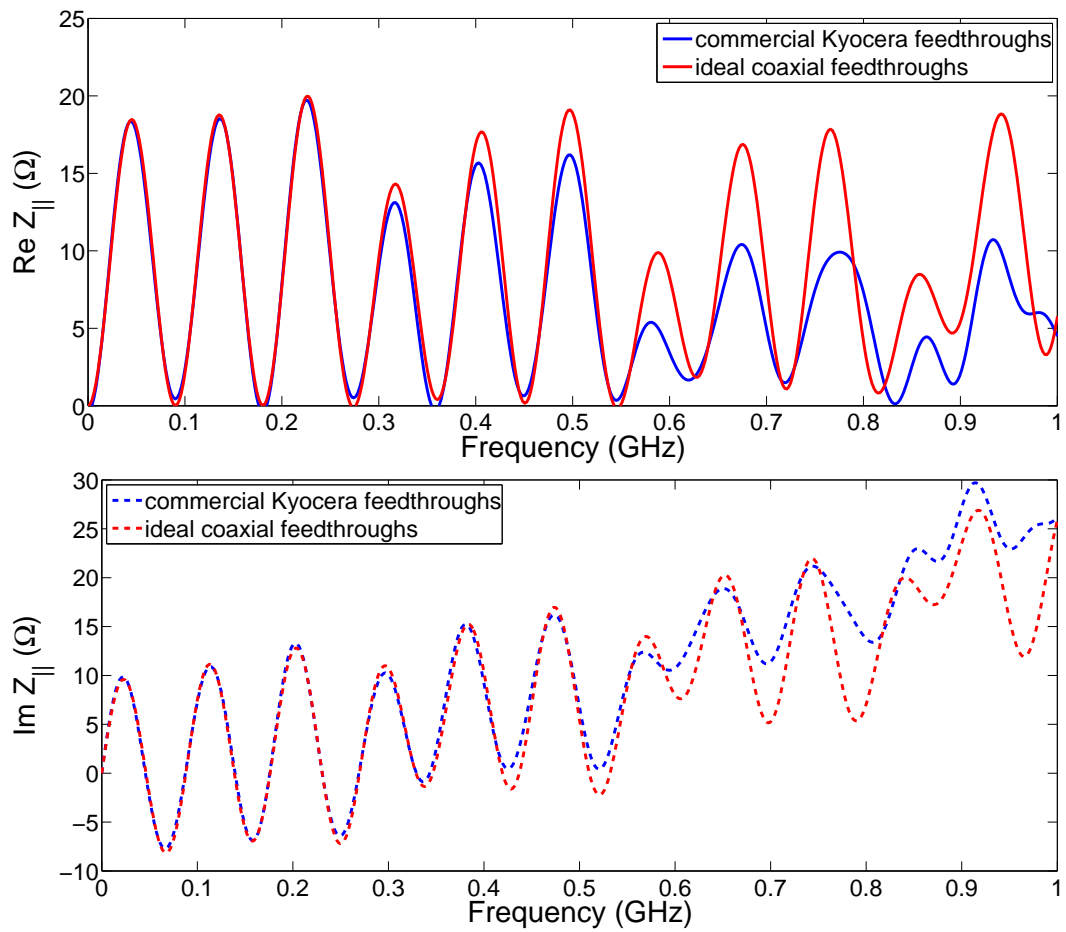 25
20
15
10
5
0
Re Z|| (Ω)
commercial Kyocera feedthroughs
ideal coaxial feedthroughs
0 0.1 0.2 0.3 0.4 0.5 0.6 0.7 0.8 0.9 1
Frequency (GHz)
30
25
20
15
10
5
0
−5
−10
Im Z|| (Ω)
commercial Kyocera feedthroughs
ideal coaxial feedthroughs
0 0.1 0.2 0.3 0.4 0.5 0.6 0.7 0.8 0.9 1
Frequency (GHz)